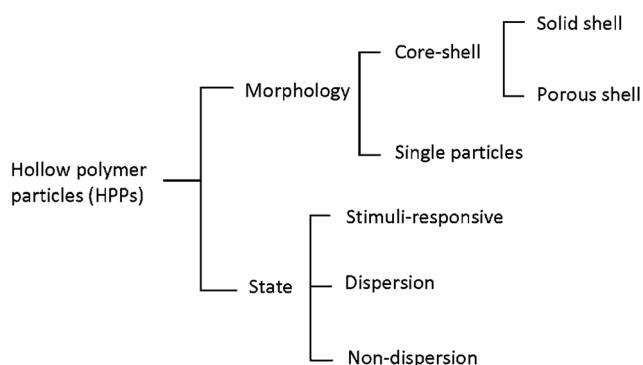 Hollow polymer
particles (HPPs)
Morphology
Core-shell
Solid shell
Porous shell
Single particles
State
Stimuli-responsive
Dispersion
Non-dispersion